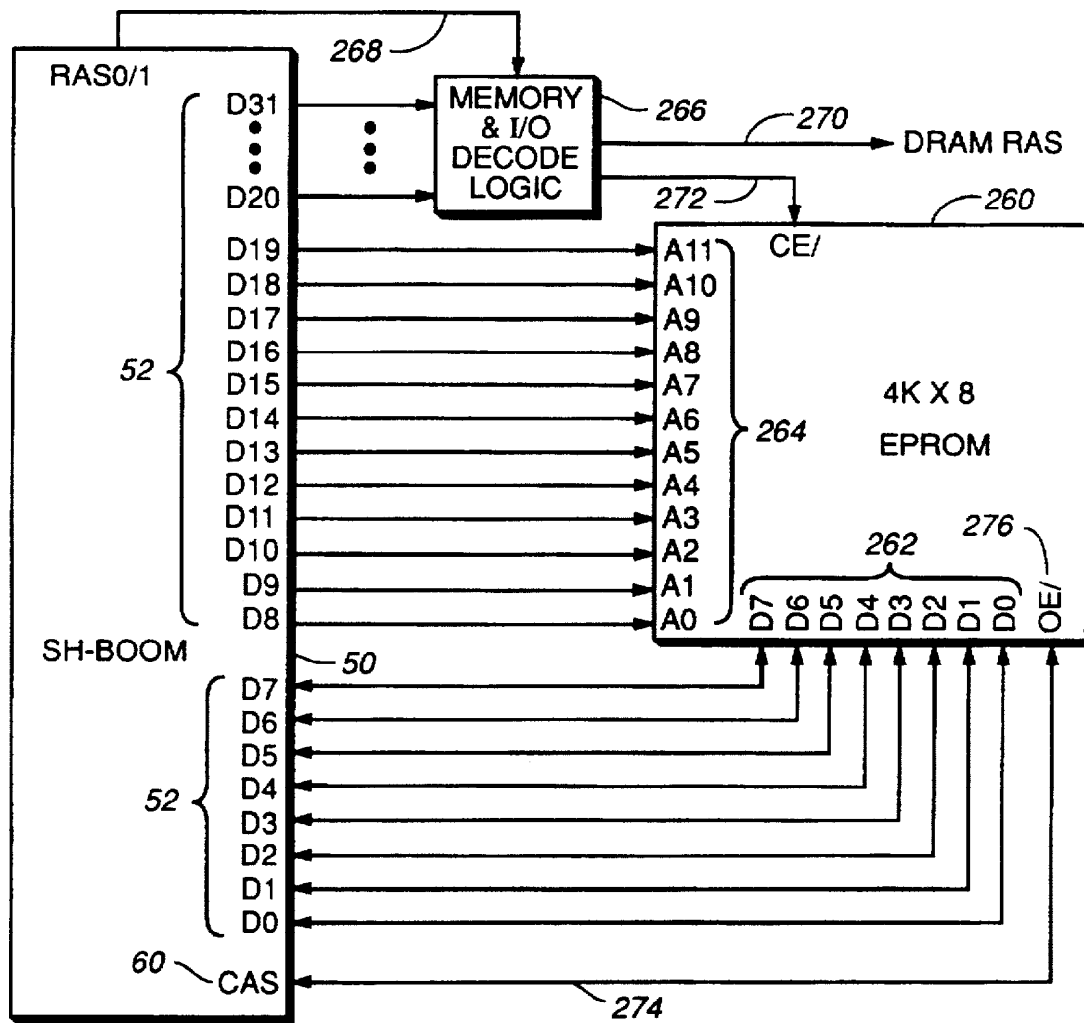 268
RAS0/1
D31
D20
MEMORY
& I/O
DECODE
LOGIC
266
270
DRAM RAS
272
260
D19
D18
D17
D16
D15
D14
D13
D12
D11
D10
D9
D8
52
A11
A10
A9
A8
A7
A6
A5
A4
A3
A2
A1
A0
264
CE/
4K X 8
EPROM
276
262
D7
D6
D5
D4
D3
D2
D1
D0
OE/
SH-BOOM
50
D7
D6
D5
D4
D3
D2
D1
D0
52
60
CAS
274